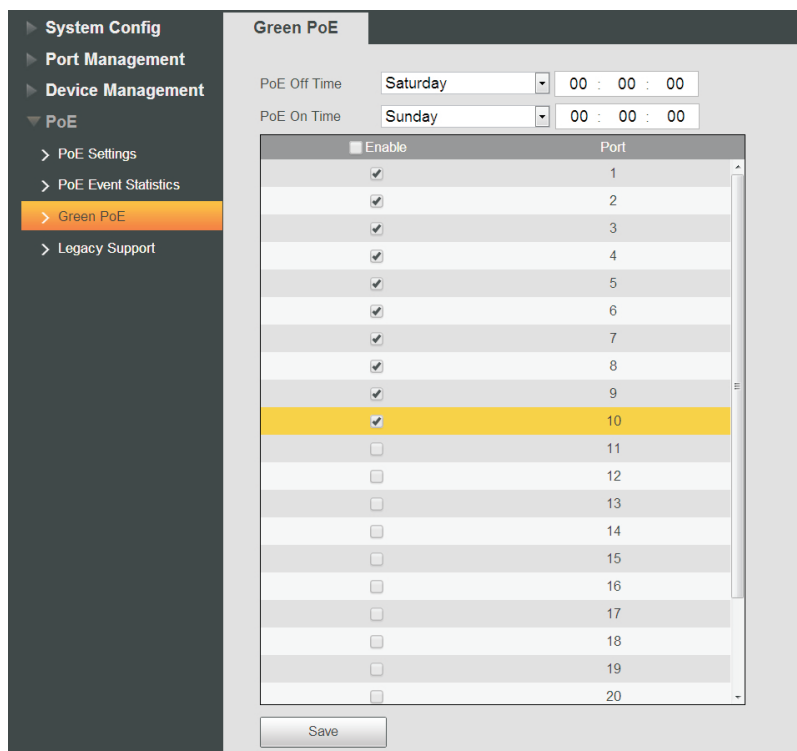 System Config
Port Management
Device Management
PoE
PoE Settings
PoE Event Statistics
Green PoE
Legacy Support
Green PoE
PoE Off Time Saturday 00 : 00 : 00
PoE On Time Sunday 00 : 00 : 00
Enable Port
1
2
3
4
5
6
7
8
9
10
11
12
13
14
15
16
17
18
19
20
Save